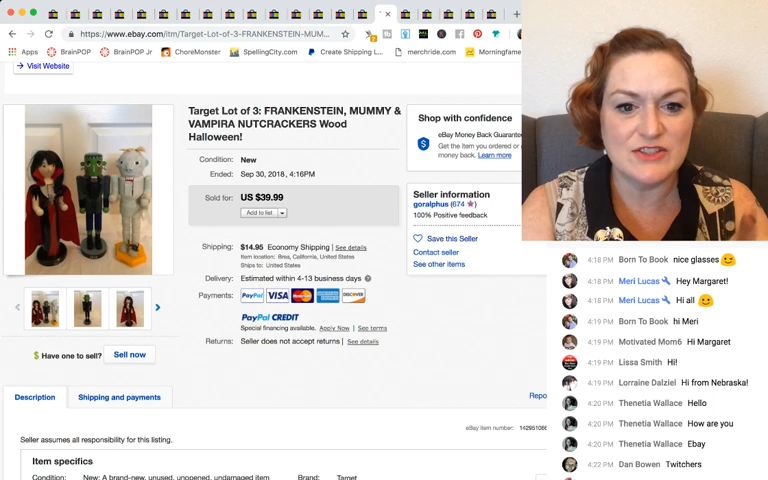 https://www.ebay.com/itm/Target-Lot-of-3-FRANKENSTEIN-MUM...
Apps
BrainPOP
BrainPOP Jr
ChoreMonster
SpellingCity.com
Create Shipping L...
merchride.com
Morningfame
> Visit Website
Target Lot of 3: FRANKENSTEIN, MUMMY &
VAMPIRA NUTCRACKERS Wood
Halloween!
Condition: New
Ended: Sep 30, 2018 , 4:16PM
Sold for: US $39.99
Add to list
Shipping: $14.95 Economy Shipping | See details
Item location: Brea, California, United States
Ships to: United States
Delivery: Estimated within 4-13 business days
Payments: PayPal VISA MasterCard DISCOVER
PayPal CREDIT
Special financing available. Apply Now | See terms
Returns: Seller does not accept returns | See details
Shop with confidence
eBay Money Back Guarantee
Get the item you ordered or
money back. Learn more
Seller information
goralphus (674 )
100% Positive feedback
Save this Seller
Contact seller
See other items
$ Have one to sell? Sell now
Description
Shipping and payments
Repo
eBay item number:
Seller assumes all responsibility for this listing.
Item specifics
Condition: New: A brand-new, unused, unopened, undamaged item
Brand: Target
4:18 PM Born To Book nice glasses
4:18 PM Meri Lucas Hey Margaret!
4:18 PM Meri Lucas Hi all
4:19 PM Born To Book hi Meri
4:19 PM Motivated Mom6 Hi Margaret
4:19 PM Lissa Smith Hi!
4:19 PM Lorraine Dalziel Hi from Nebraska!
4:20 PM Thenetia Wallace Hello
4:20 PM Thenetia Wallace How are you
4:20 PM Thenetia Wallace Ebay
4:22 PM Dan Bowen Twitchers